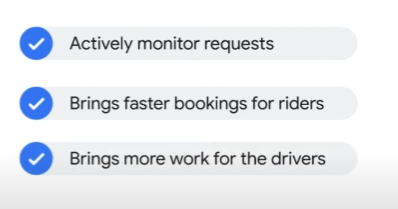 Actively monitor requests
Brings faster bookings for riders
Brings more work for the drivers